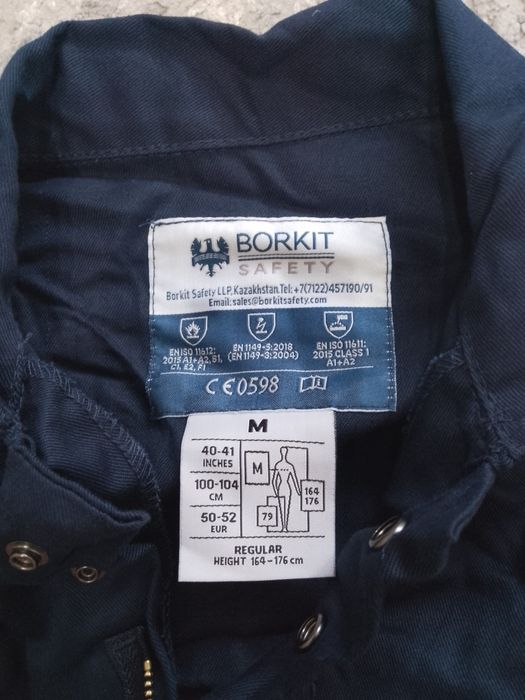 BORKIT
SAFETY
Borkit Safety LLP, Kazakhstan. Tel: +7(7122)457190/91
Email: sales@borkitsafety.com
EN ISO 11612:
2015 A1+A2, B1,
C1, E2, F1
EN 1149-5:2018
(EN 1149-3:2004)
EN ISO 11611:
2015 CLASS 1
A1+A2
CE0598
M
40-41
INCHES
100-104
CM
50-52
EUR
M
164
176
79
REGULAR
HEIGHT 164-176 cm